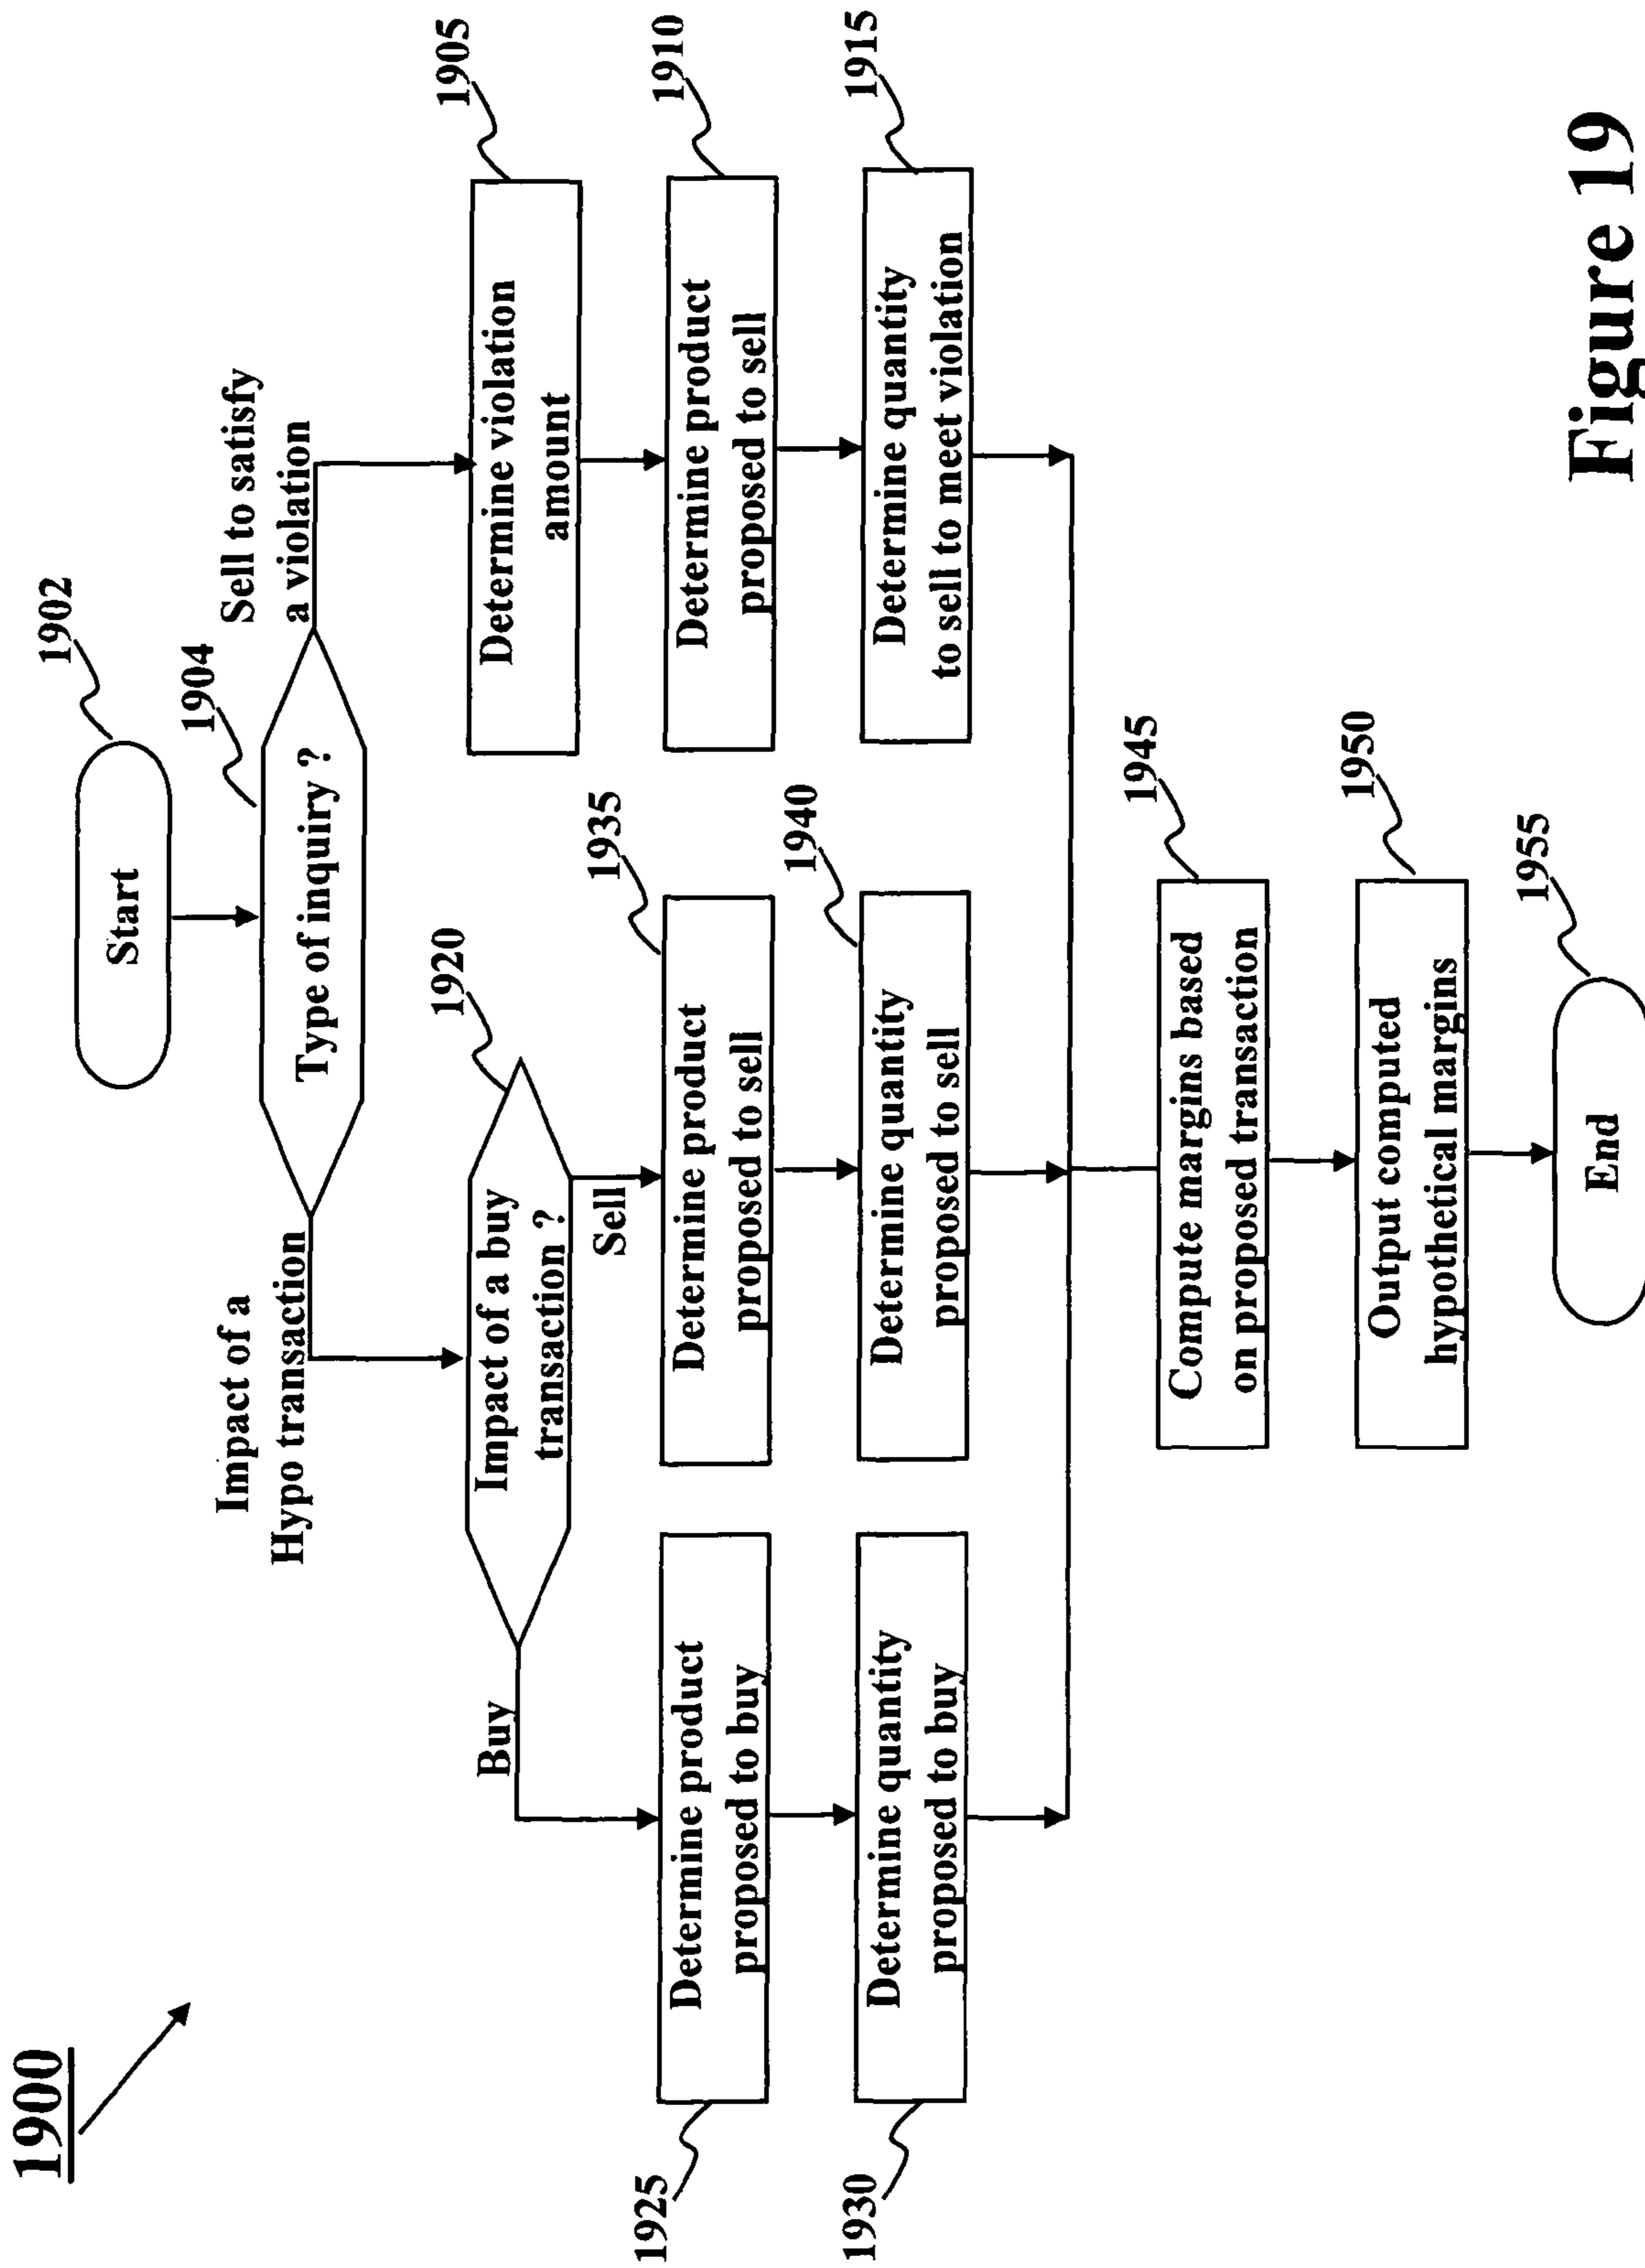 1900
1902
Start
1904
Type of inquiry ?
Impact of a
Hypo transaction
Sell to satisfy
a violation
1920
Impact of a buy
transaction ?
Buy
Sell
1905
Determine violation
amount
1925
Determine product
proposed to buy
1935
Determine product
proposed to sell
1910
Determine product
proposed to sell
1930
Determine quantity
proposed to buy
1940
Determine quantity
proposed to sell
1915
Determine quantity
to sell to meet violation
1945
Compute margins based
on proposed transaction
1950
Output computed
hypothetical margins
1955
End
Figure 19